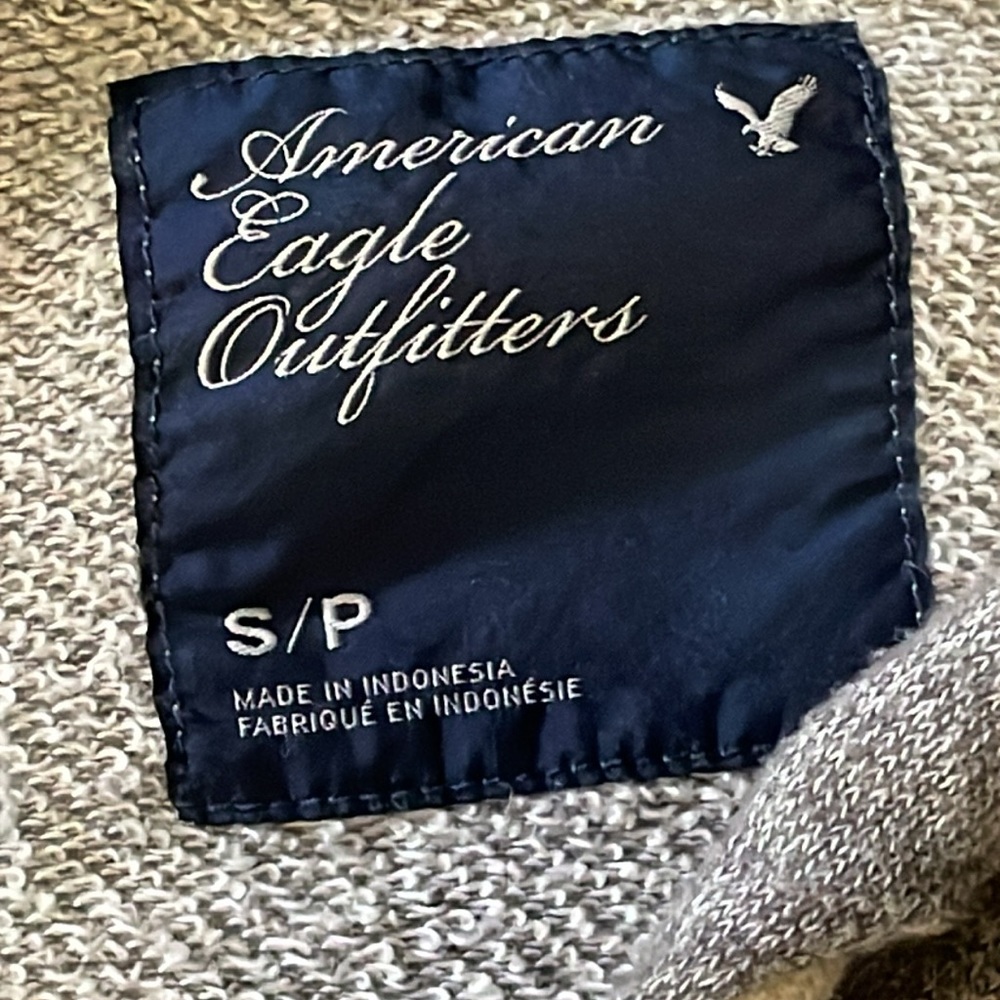 American
Eagle
Outfitters
S/P
MADE IN INDONESIA
FABRIQUÉ EN INDONÉSIE